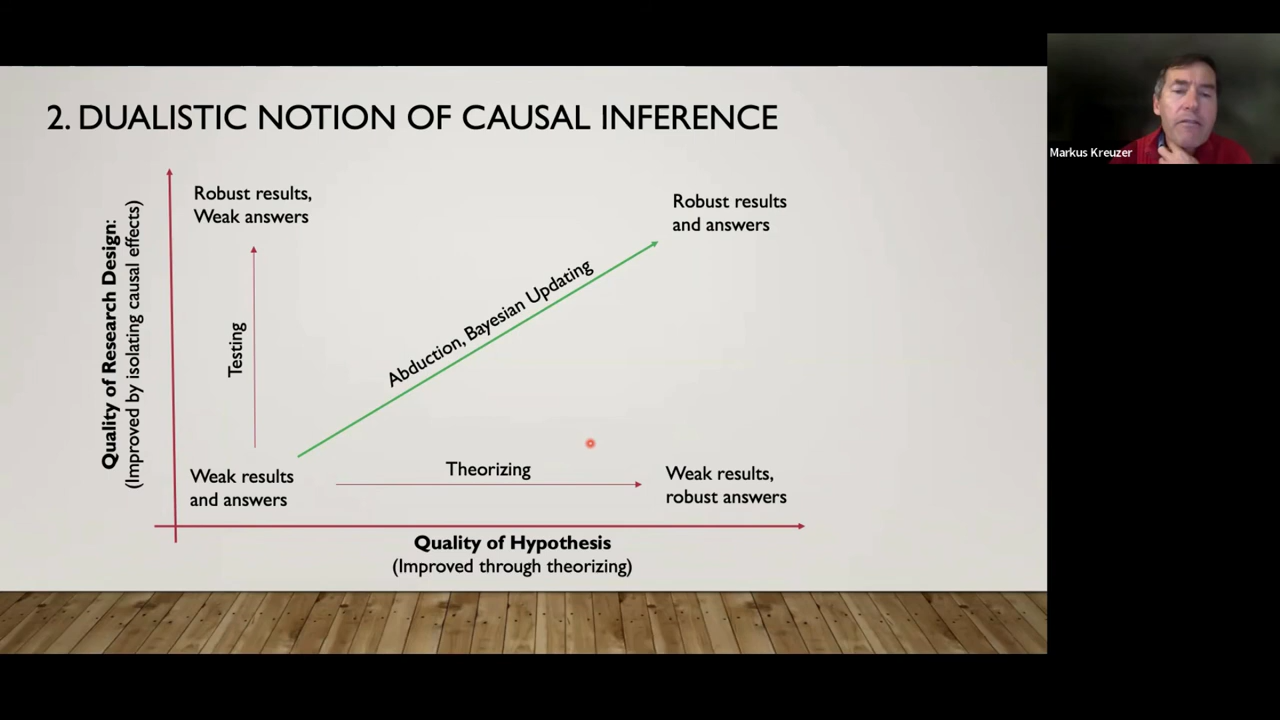 2. DUALISTIC NOTION OF CAUSAL INFERENCE
Markus Kreuzer
Quality of Research Design:
(Improved by isolating causal effects)
Robust results,
Weak answers
Testing
Weak results
and answers
Abduction, Bayesian Updating
Robust results
and answers
Theorizing
Weak results,
robust answers
Quality of Hypothesis
(Improved through theorizing)